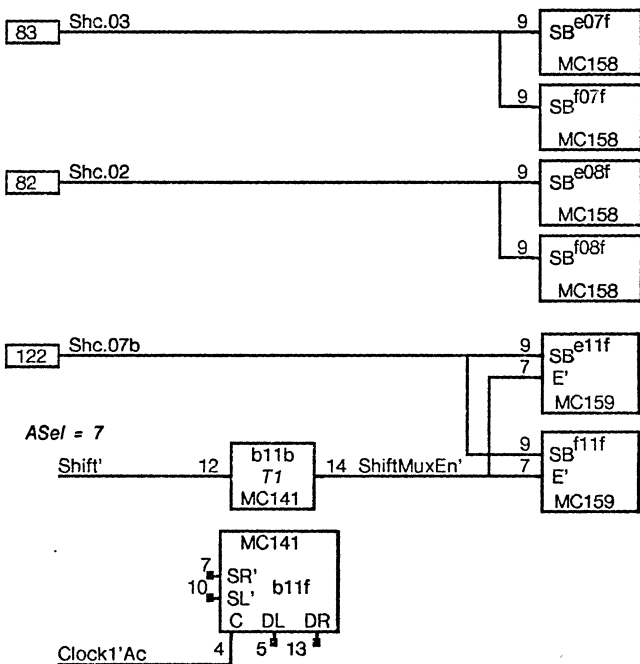 83 Shc.03 9 SB e07f
MC158
9 SB f07f
MC158
82 Shc.02 9 SB e08f
MC158
9 SB f08f
MC158
122 Shc.07b 9 SB e11f
7 E'
MC159
ASel = 7
9 SB f11f
Shift' 12 b11b 14 ShiftMuxEn' 7 E'
T1
MC141
MC159
MC141
7 SR' b11f
10 SL'
C DL DR
4 5 13
Clock1'Ac